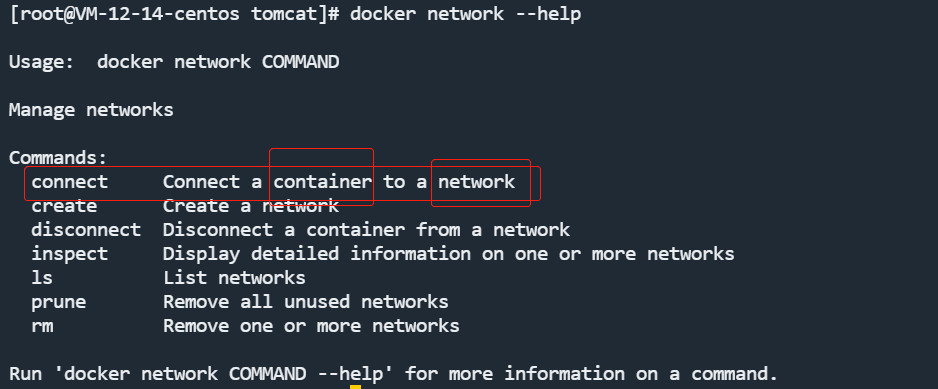 [root@VM-12-14-centos tomcat]# docker network --help
Usage:  docker network COMMAND
Manage networks
Commands:
  connect     Connect a container to a network
  create      Create a network
  disconnect  Disconnect a container from a network
  inspect     Display detailed information on one or more networks
  ls          List networks
  prune       Remove all unused networks
  rm          Remove one or more networks
Run 'docker network COMMAND --help' for more information on a command.